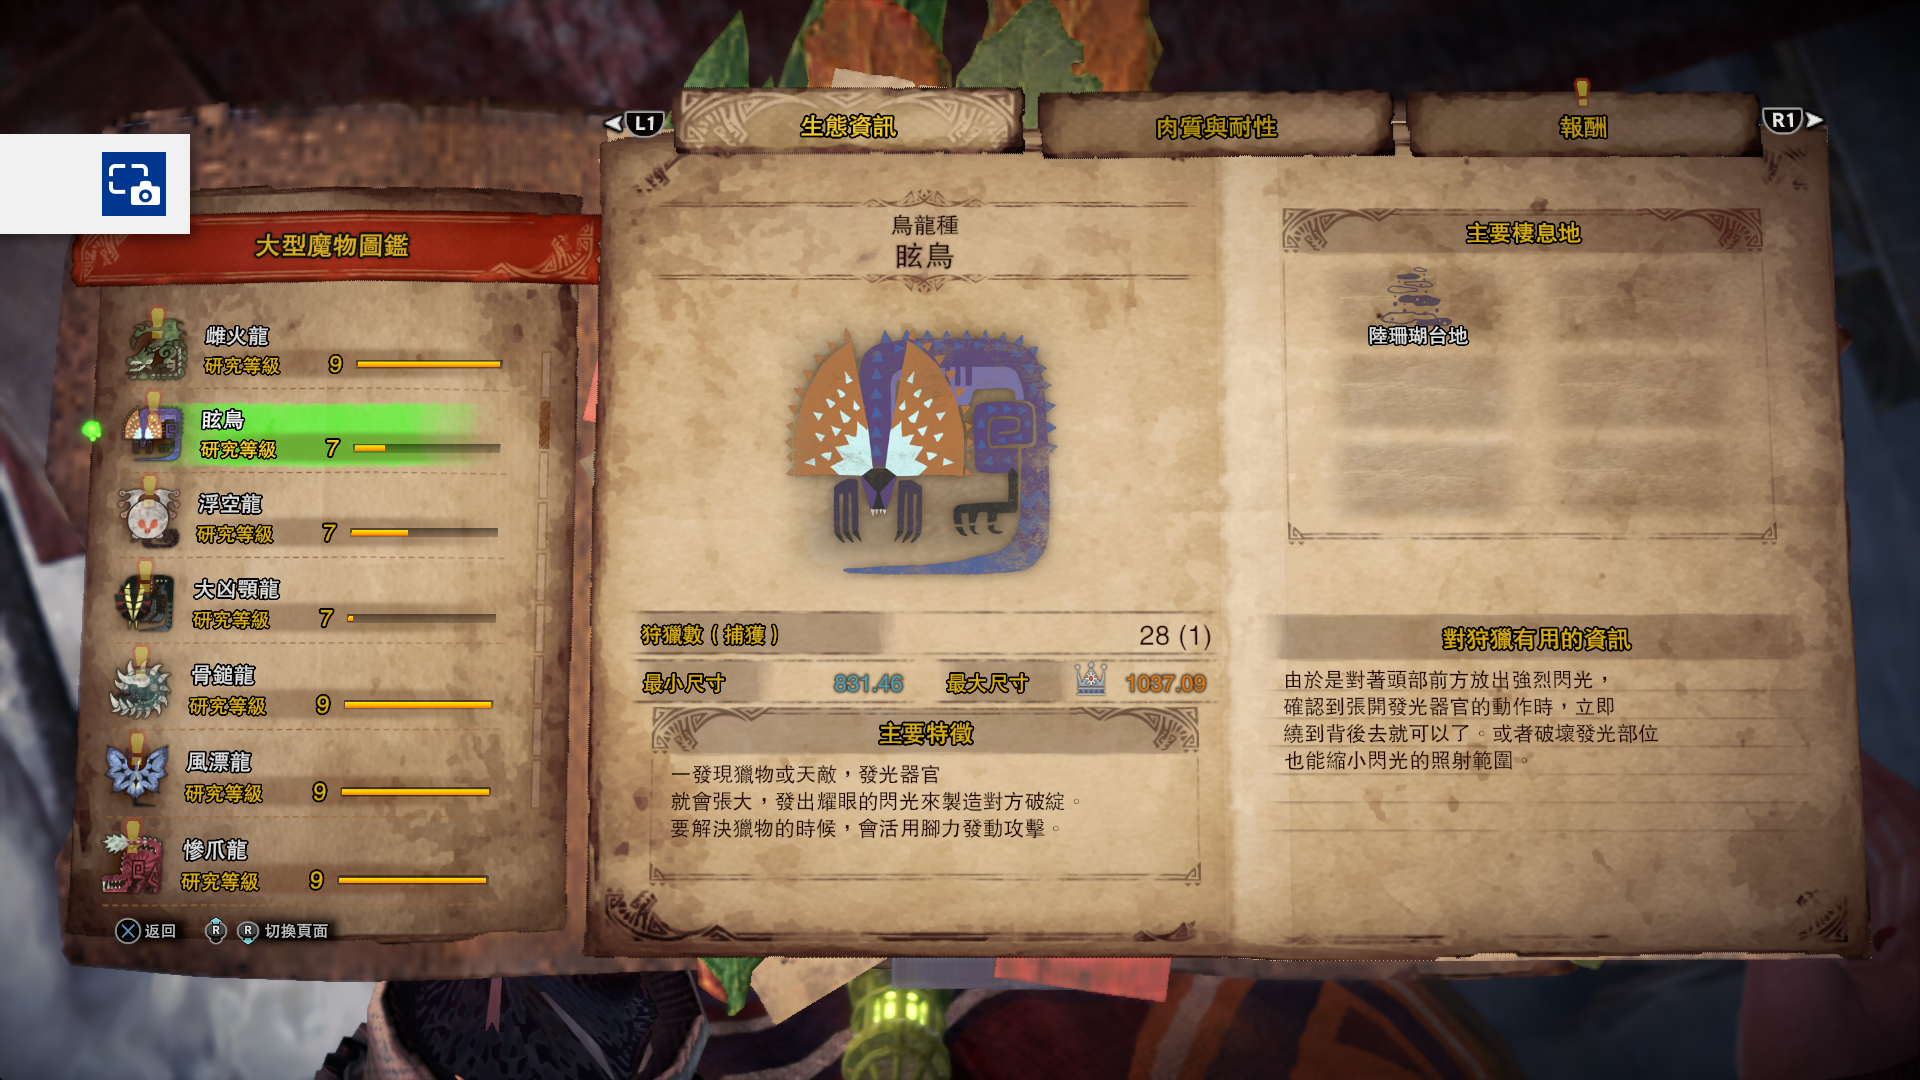 L1
生態資訊
肉質與耐性
報酬
R1
大型魔物圖鑑
雌火龍
研究等級 9
眩鳥
研究等級 7
浮空龍
研究等級 7
大凶顎龍
研究等級 7
骨鎚龍
研究等級 9
風漂龍
研究等級 9
慘爪龍
研究等級 9
返回 R R 切換頁面
鳥龍種
眩鳥
狩獵數(捕獲) 28 (1)
最小尺寸 831.46 最大尺寸 1037.09
主要特徵
一發現獵物或天敵，發光器官
就會張大，發出耀眼的閃光來製造對方破綻。
要解決獵物的時候，會活用腳力發動攻擊。
主要棲息地
陸珊瑚台地
對狩獵有用的資訊
由於是對著頭部前方放出強烈閃光，
確認到張開發光器官的動作時，立即
繞到背後去就可以了。或者破壞發光部位
也能縮小閃光的照射範圍。